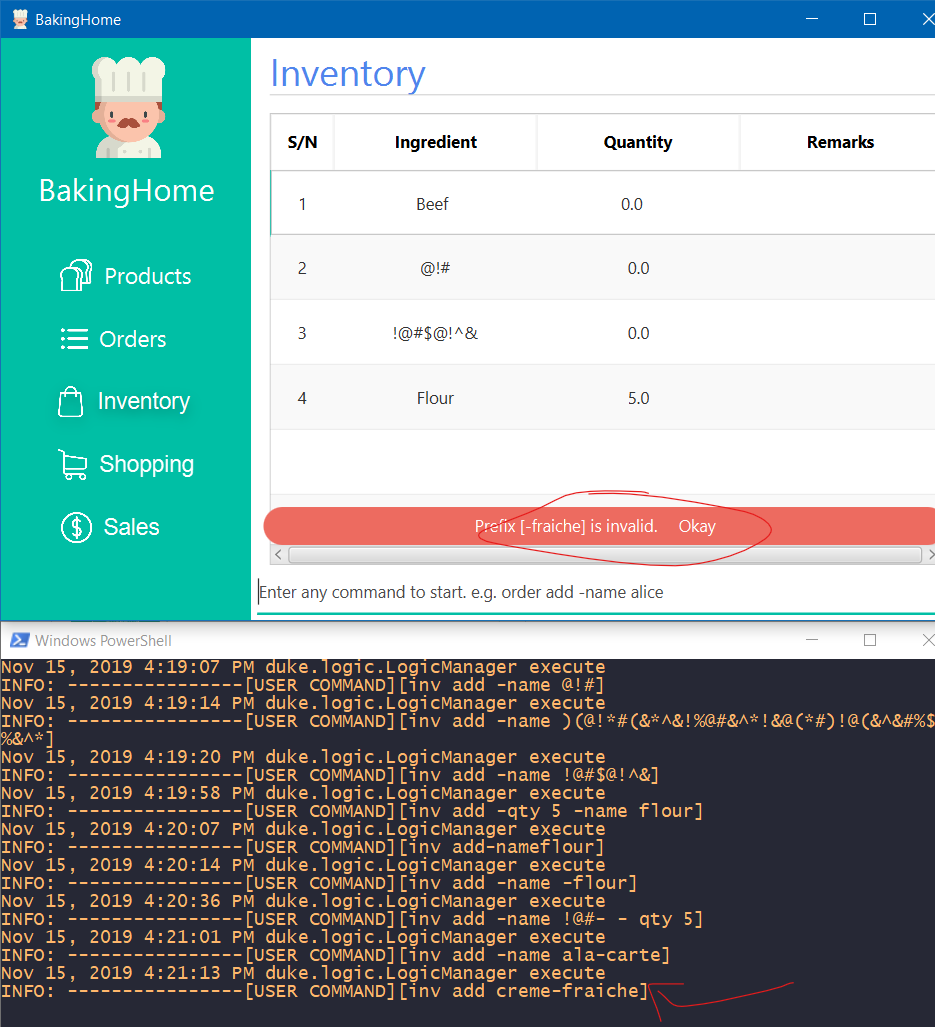 BakingHome
Inventory
S/N Ingredient Quantity Remarks
1 Beef 0.0
2 @!# 0.0
3 !@#$@!^& 0.0
4 Flour 5.0
BakingHome
Products
Orders
Inventory
Shopping
Sales
Prefix [-fraiche] is invalid. Okay
Enter any command to start. e.g. order add -name alice
Windows PowerShell
Nov 15, 2019 4:19:07 PM duke.logic.LogicManager execute
INFO: ----------------[USER COMMAND][inv add -name @!#]
Nov 15, 2019 4:19:14 PM duke.logic.LogicManager execute
INFO: ----------------[USER COMMAND][inv add -name )(@!*#(&*^&!%@#&^*!&@(*#)!@(&^&#%$
%&^*]
Nov 15, 2019 4:19:20 PM duke.logic.LogicManager execute
INFO: ----------------[USER COMMAND][inv add -name !@#$@!^&]
Nov 15, 2019 4:19:58 PM duke.logic.LogicManager execute
INFO: ----------------[USER COMMAND][inv add -qty 5 -name flour]
Nov 15, 2019 4:20:07 PM duke.logic.LogicManager execute
INFO: ----------------[USER COMMAND][inv add-nameflour]
Nov 15, 2019 4:20:14 PM duke.logic.LogicManager execute
INFO: ----------------[USER COMMAND][inv add -name -flour]
Nov 15, 2019 4:20:36 PM duke.logic.LogicManager execute
INFO: ----------------[USER COMMAND][inv add -name !@#- - qty 5]
Nov 15, 2019 4:21:01 PM duke.logic.LogicManager execute
INFO: ----------------[USER COMMAND][inv add -name ala-carte]
Nov 15, 2019 4:21:13 PM duke.logic.LogicManager execute
INFO: ----------------[USER COMMAND][inv add creme-fraiche]